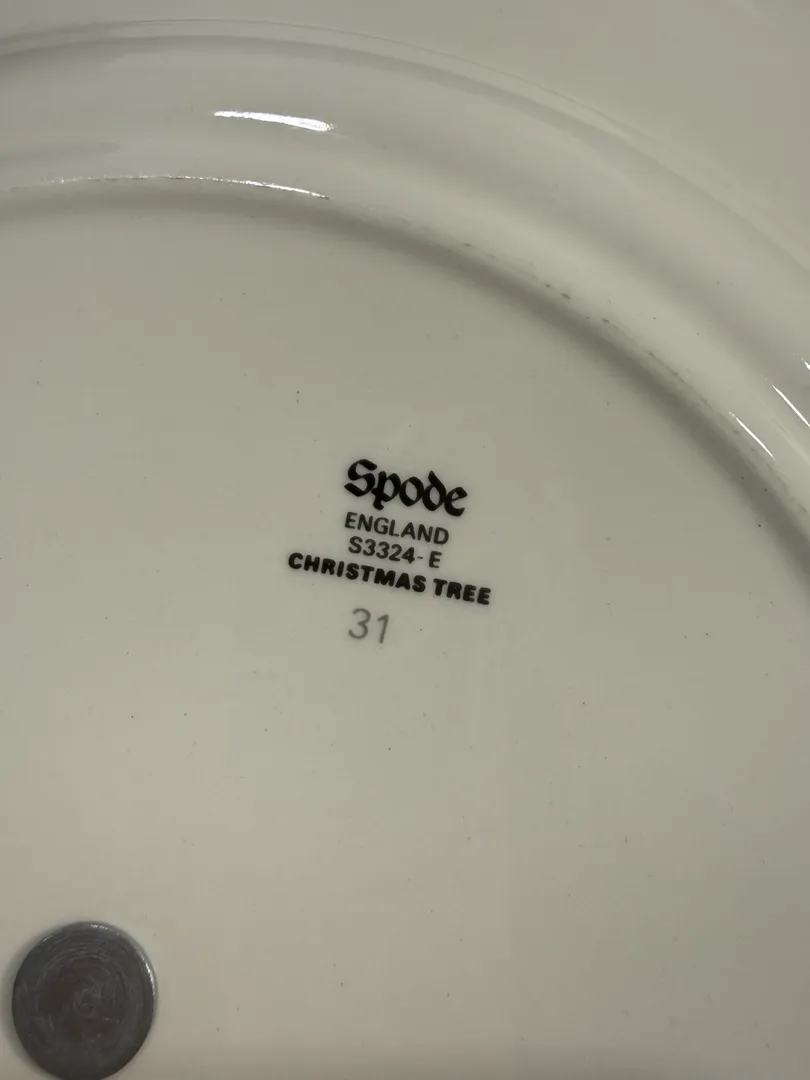 Spode
ENGLAND
S3324-E
CHRISTMAS TREE
31